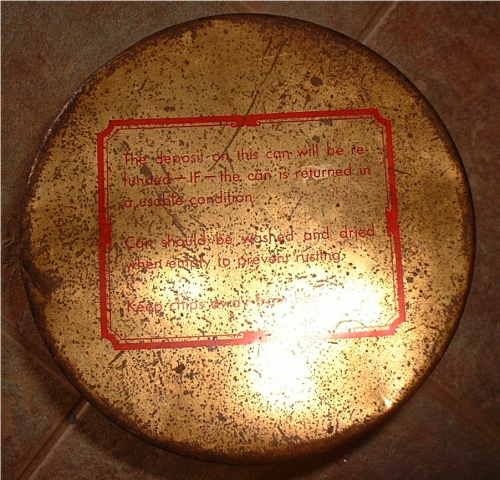 The deposit on this can will be re-
funded—IF—the can is returned in
a usable condition.
Can should be washed and dried
when empty to prevent rusting.
Keep chips away